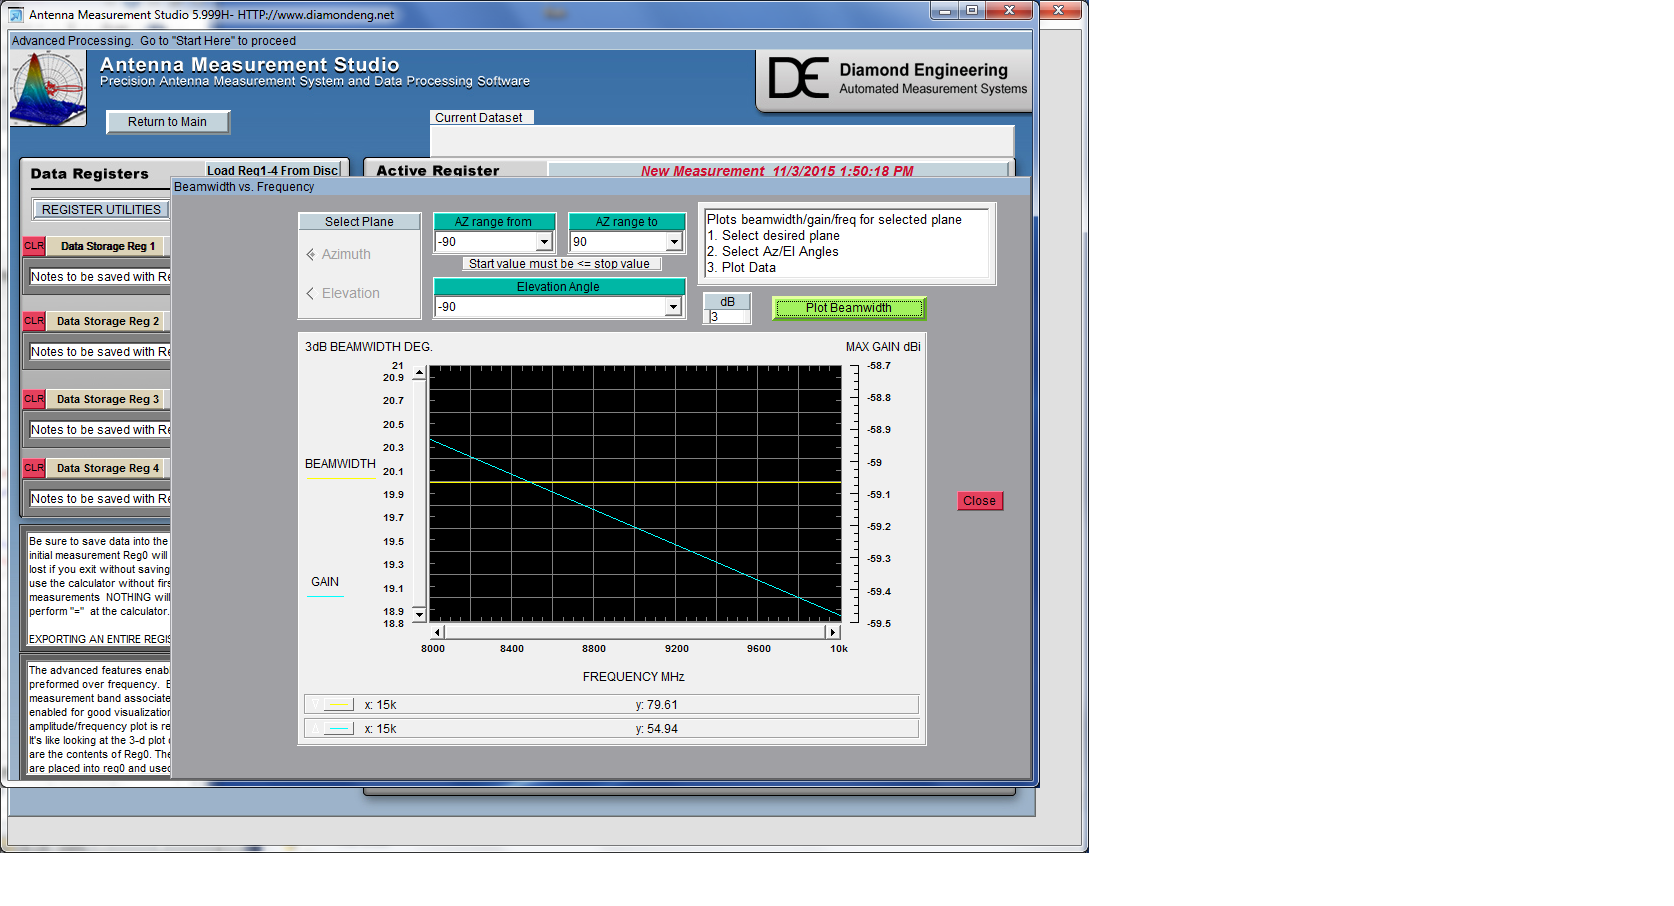 Antenna Measurement Studio 5.999H- HTTP://www.diamondeng.net
Advanced Processing.  Go to "Start Here" to proceed
Antenna Measurement Studio
Precision Antenna Measurement System and Data Processing Software
DE
Diamond Engineering
Automated Measurement Systems
Return to Main
Current Dataset
Data Registers
Load Reg1-4 From Disc
Active Register
New Measurement  11/3/2015 1:50:18 PM
Beamwidth vs. Frequency
REGISTER UTILITIES
CLR Data Storage Reg 1
Notes to be saved with Re
CLR Data Storage Reg 2
Notes to be saved with Re
CLR Data Storage Reg 3
Notes to be saved with Re
CLR Data Storage Reg 4
Notes to be saved with Re
Be sure to save data into the
initial measurement Reg0 will
lost if you exit without saving
use the calculator without firs
measurements  NOTHING will
perform "="  at the calculator.
EXPORTING AN ENTIRE REGIS
The advanced features enab
preformed over frequency.  B
measurement band associate
enabled for good visualization
amplitude/frequency plot is re
It's like looking at the 3-d plot
are the contents of Reg0. The
are placed into reg0 and used
Select Plane
Azimuth
Elevation
AZ range from
-90
AZ range to
90
Start value must be <= stop value
Elevation Angle
-90
Plots beamwidth/gain/freq for selected plane
1. Select desired plane
2. Select Az/El Angles
3. Plot Data
dB
3
Plot Beamwidth
3dB BEAMWIDTH DEG.
MAX GAIN dBi
21
20.9
20.7
20.5
20.3
20.1
19.9
19.7
19.5
19.3
19.1
18.9
18.8
BEAMWIDTH
GAIN
-58.7
-58.8
-58.9
-59
-59.1
-59.2
-59.3
-59.4
-59.5
8000 8400 8800 9200 9600 10k
FREQUENCY MHz
x: 15k y: 79.61
x: 15k y: 54.94
Close